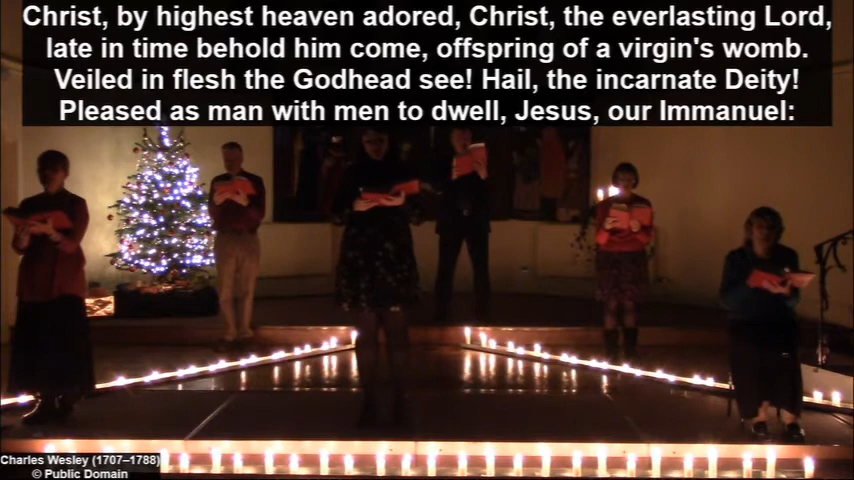 Christ, by highest heaven adored, Christ, the everlasting Lord,
late in time behold him come, offspring of a virgin's womb.
Veiled in flesh the Godhead see! Hail, the incarnate Deity!
Pleased as man with men to dwell, Jesus, our Immanuel:
Charles Wesley (1707–1788)
© Public Domain